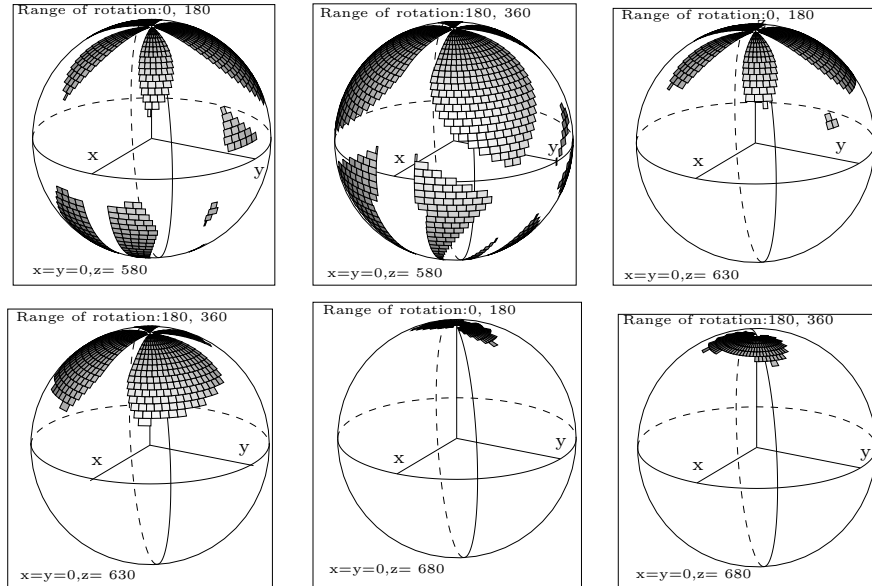 Range of rotation:0, 180
x
y
x=y=0,z= 580
Range of rotation:180, 360
x
y
x=y=0,z= 580
Range of rotation:0, 180
z
x
y
x=y=0,z= 630
Range of rotation:180, 360
x
y
x=y=0,z= 630
Range of rotation:0, 180
x
y
x=y=0,z= 680
Range of rotation:180, 360
x
y
x=y=0,z= 680